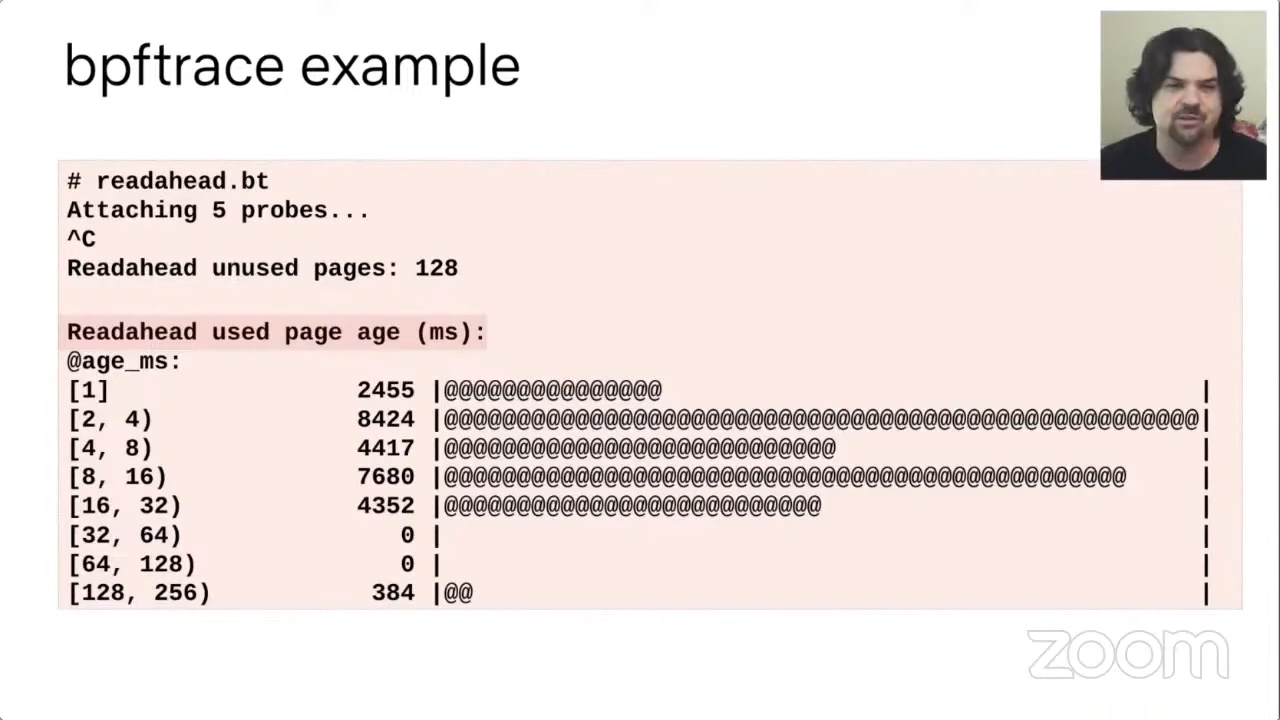 bpftrace example
# readahead.bt
Attaching 5 probes...
^C
Readahead unused pages: 128
Readahead used page age (ms):
@age_ms:
[1] 2455 |@@@@@@@@@@@@@@@ |
[2, 4) 8424 |@@@@@@@@@@@@@@@@@@@@@@@@@@@@@@@@@@@@@@@@@@@@@@@@@@@@|
[4, 8) 4417 |@@@@@@@@@@@@@@@@@@@@@@@@@@@ |
[8, 16) 7680 |@@@@@@@@@@@@@@@@@@@@@@@@@@@@@@@@@@@@@@@@@@@@@@@ |
[16, 32) 4352 |@@@@@@@@@@@@@@@@@@@@@@@@@@ |
[32, 64) 0 | |
[64, 128) 0 | |
[128, 256) 384 |@@ |
zoom